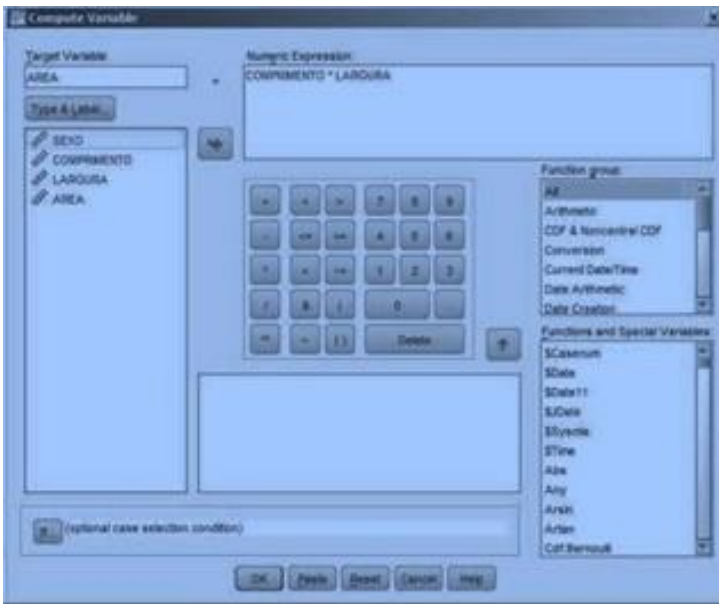 Compute Variable
Target Variable:
AREA
=
Numeric Expression:
COMPRIMENTO * LARGURA
Type & Label...
SEXO
COMPRIMENTO
LARGURA
AREA
+ < > 7 8 9
- <= >= 4 5 6
* = ~= 1 2 3
/ & | 0 .
** ~ ( ) Delete
Function group:
All
Arithmetic
CDF & Noncentral CDF
Conversion
Current Date/Time
Date Arithmetic
Date Creation
Functions and Special Variables:
$Casenum
$Date
$Date11
$JDate
$Sysmis
$Time
Abs
Any
Arsin
Artan
Cdf.Bernoulli
If... (optional case selection condition)
OK Paste Reset Cancel Help